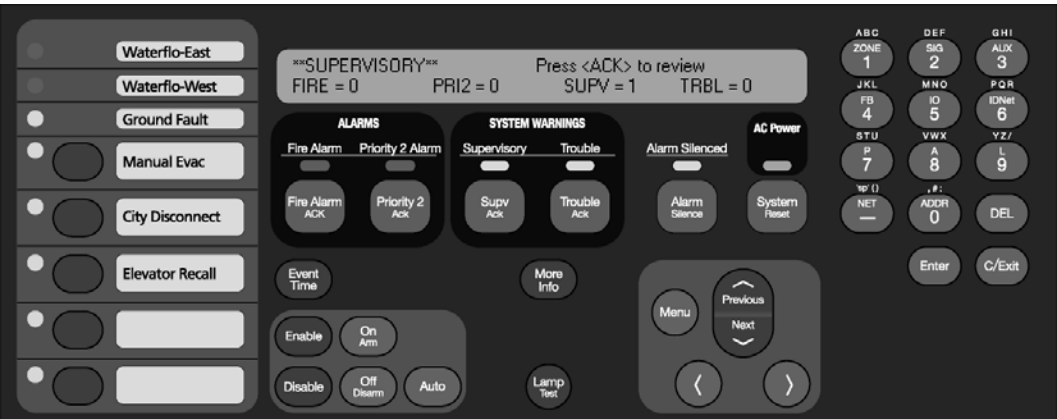 Waterflo-East
Waterflo-West
Ground Fault
Manual Evac
City Disconnect
Elevator Recall
**SUPERVISORY** Press <ACK> to review
FIRE = 0 PRI2 = 0 SUPV = 1 TRBL = 0
ALARMS
Fire Alarm Priority 2 Alarm
Fire Alarm
ACK
Priority 2
Ack
SYSTEM WARNINGS
Supervisory Trouble
Supv
Ack
Trouble
Ack
Alarm Silenced
Alarm
Silence
AC Power
System
Reset
Event
Time
More
Info
Enable
On
Arm
Disable
Off
Disarm
Auto
Lamp
Test
Menu
Previous
Next
ABC
ZONE
1
DEF
SIG
2
GHI
AUX
3
JKL
FB
4
MNO
IO
5
PQR
IDNet
6
STU
P
7
VWX
A
8
YZ/
L
9
'sp' ()
NET
—
, # :
ADDR
0
DEL
Enter
C/Exit